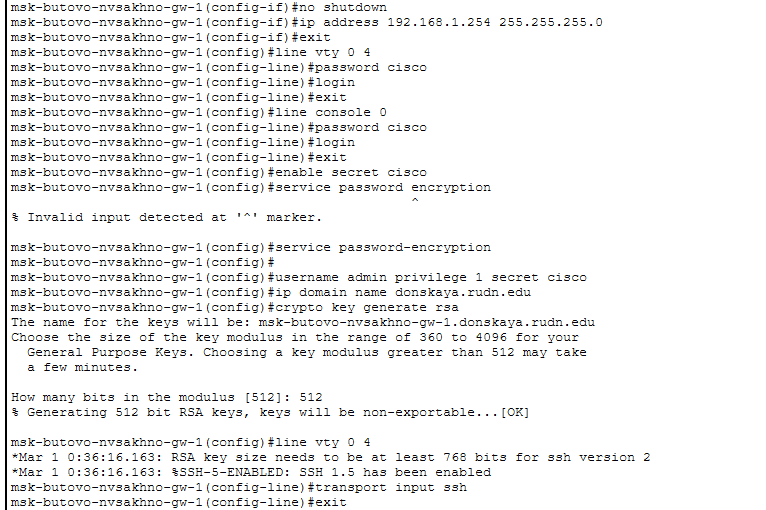 msk-butovo-nvsakhno-gw-1(config-if)#no shutdown
msk-butovo-nvsakhno-gw-1(config-if)#ip address 192.168.1.254 255.255.255.0
msk-butovo-nvsakhno-gw-1(config-if)#exit
msk-butovo-nvsakhno-gw-1(config)#line vty 0 4
msk-butovo-nvsakhno-gw-1(config-line)#password cisco
msk-butovo-nvsakhno-gw-1(config-line)#login
msk-butovo-nvsakhno-gw-1(config-line)#exit
msk-butovo-nvsakhno-gw-1(config)#line console 0
msk-butovo-nvsakhno-gw-1(config-line)#password cisco
msk-butovo-nvsakhno-gw-1(config-line)#login
msk-butovo-nvsakhno-gw-1(config-line)#exit
msk-butovo-nvsakhno-gw-1(config)#enable secret cisco
msk-butovo-nvsakhno-gw-1(config)#service password encryption
^
% Invalid input detected at '^' marker.
msk-butovo-nvsakhno-gw-1(config)#service password-encryption
msk-butovo-nvsakhno-gw-1(config)#
msk-butovo-nvsakhno-gw-1(config)#username admin privilege 1 secret cisco
msk-butovo-nvsakhno-gw-1(config)#ip domain name donskaya.rudn.edu
msk-butovo-nvsakhno-gw-1(config)#crypto key generate rsa
The name for the keys will be: msk-butovo-nvsakhno-gw-1.donskaya.rudn.edu
Choose the size of the key modulus in the range of 360 to 4096 for your
General Purpose Keys. Choosing a key modulus greater than 512 may take
a few minutes.
How many bits in the modulus [512]: 512
% Generating 512 bit RSA keys, keys will be non-exportable...[OK]
msk-butovo-nvsakhno-gw-1(config)#line vty 0 4
*Mar 1 0:36:16.163: RSA key size needs to be at least 768 bits for ssh version 2
*Mar 1 0:36:16.163: %SSH-5-ENABLED: SSH 1.5 has been enabled
msk-butovo-nvsakhno-gw-1(config-line)#transport input ssh
msk-butovo-nvsakhno-gw-1(config-line)#exit